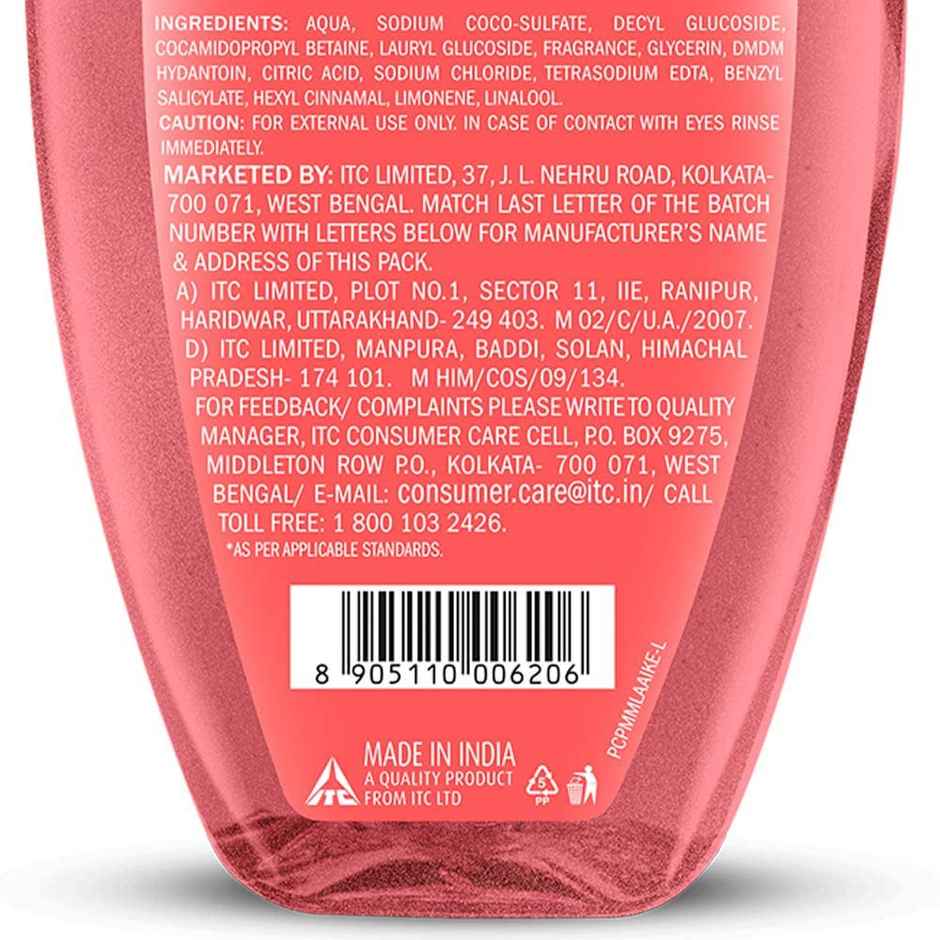 INGREDIENTS: AQUA, SODIUM COCO-SULFATE, DECYL GLUCOSIDE,
COCAMIDOPROPYL BETAINE, LAURYL GLUCOSIDE, FRAGRANCE, GLYCERIN, DMDM
HYDANTOIN, CITRIC ACID, SODIUM CHLORIDE, TETRASODIUM EDTA, BENZYL
SALICYLATE, HEXYL CINNAMAL, LIMONENE, LINALOOL.
CAUTION: FOR EXTERNAL USE ONLY. IN CASE OF CONTACT WITH EYES RINSE
IMMEDIATELY.
MARKETED BY: ITC LIMITED, 37, J. L. NEHRU ROAD, KOLKATA-
700 071, WEST BENGAL. MATCH LAST LETTER OF THE BATCH
NUMBER WITH LETTERS BELOW FOR MANUFACTURER'S NAME
& ADDRESS OF THIS PACK.
A) ITC LIMITED, PLOT NO.1, SECTOR 11, IIE, RANIPUR,
HARIDWAR, UTTARAKHAND- 249 403. M 02/C/U.A./2007.
D) ITC LIMITED, MANPURA, BADDI, SOLAN, HIMACHAL
PRADESH- 174 101. M HIM/COS/09/134.
FOR FEEDBACK/ COMPLAINTS PLEASE WRITE TO QUALITY
MANAGER, ITC CONSUMER CARE CELL, P.O. BOX 9275,
MIDDLETON ROW P.O., KOLKATA- 700 071, WEST
BENGAL/ E-MAIL: consumer.care@itc.in/ CALL
TOLL FREE: 1 800 103 2426.
*AS PER APPLICABLE STANDARDS.
8 905110 006206
PCPMMLAAIKE-L
MADE IN INDIA
A QUALITY PRODUCT
FROM ITC LTD
ITC
5
PP